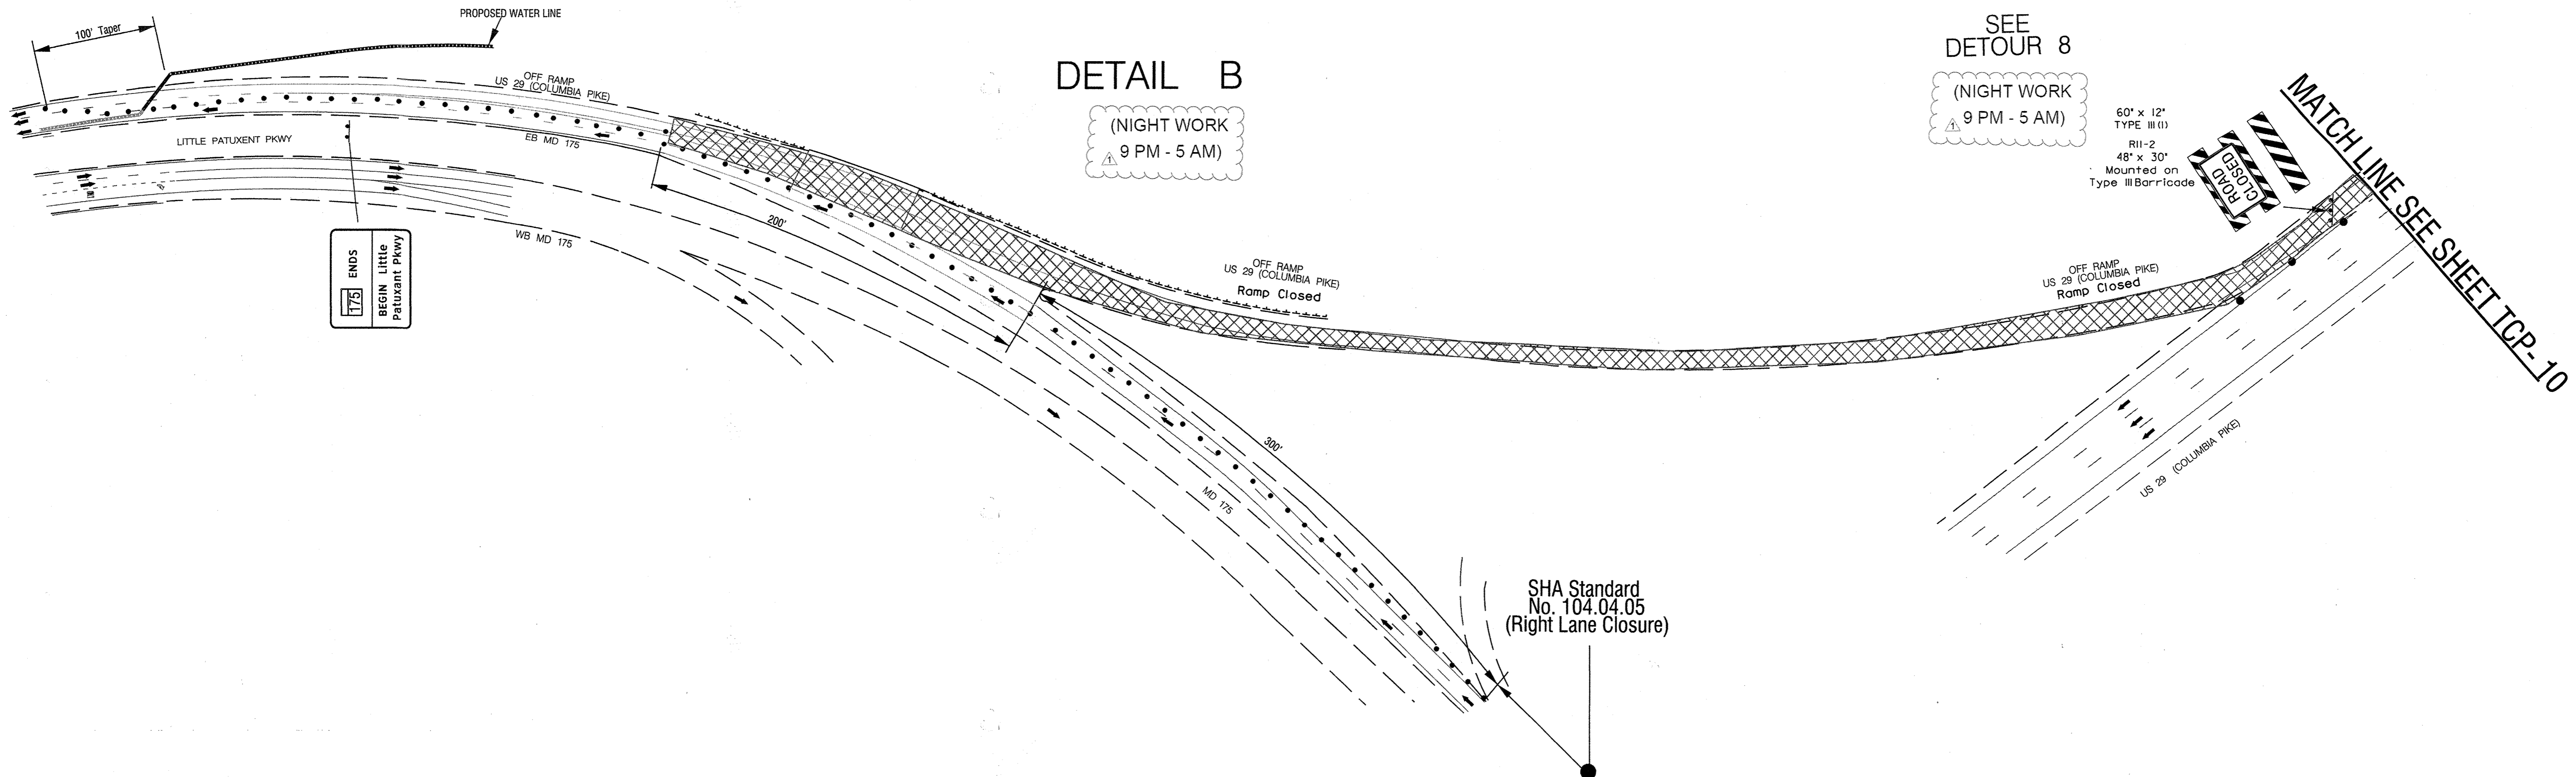 PROPOSED WATER LINE
100' Taper
OFF RAMP
US 29 (COLUMBIA PIKE)
LITTLE PATUXENT PKWY
EB MD 175
WB MD 175
175 ENDS
BEGIN Little
Patuxant Pkwy
200'
DETAIL B
(NIGHT WORK
1 9 PM - 5 AM)
OFF RAMP
US 29 (COLUMBIA PIKE)
Ramp Closed
300'
MD 175
SHA Standard
No. 104.04.05
(Right Lane Closure)
SEE
DETOUR 8
(NIGHT WORK
1 9 PM - 5 AM)
60" x 12"
TYPE III (1)
R11-2
48" x 30"
Mounted on
Type III Barricade
ROAD
CLOSED
OFF RAMP
US 29 (COLUMBIA PIKE)
Ramp Closed
US 29 (COLUMBIA PIKE)
MATCH LINE SEE SHEET TCP-10